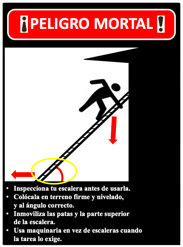 ¡PELIGRO MORTAL!
• Inspecciona tu escalera antes de usarla.
• Colócala en terreno firme y nivelado,
y al ángulo correcto.
• Inmoviliza las patas y la parte superior
de la escalera.
• Usa maquinaria en vez de escaleras cuando
la tarea lo exige.